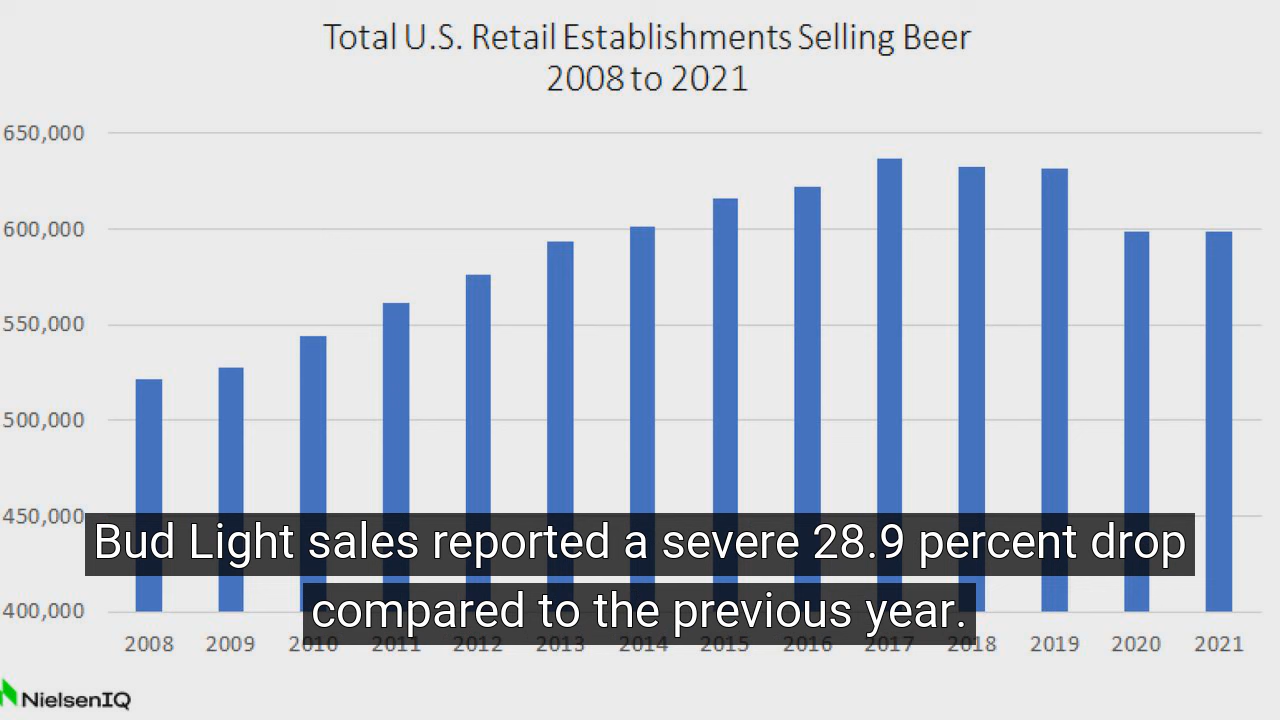 Total U.S. Retail Establishments Selling Beer
2008 to 2021
650,000
600,000
550,000
500,000
450,000
400,000
Bud Light sales reported a severe 28.9 percent drop
compared to the previous year.
2008 2009 2010 2011 2012 2013 2014 2015 2016 2017 2018 2019 2020 2021
NielsenIQ